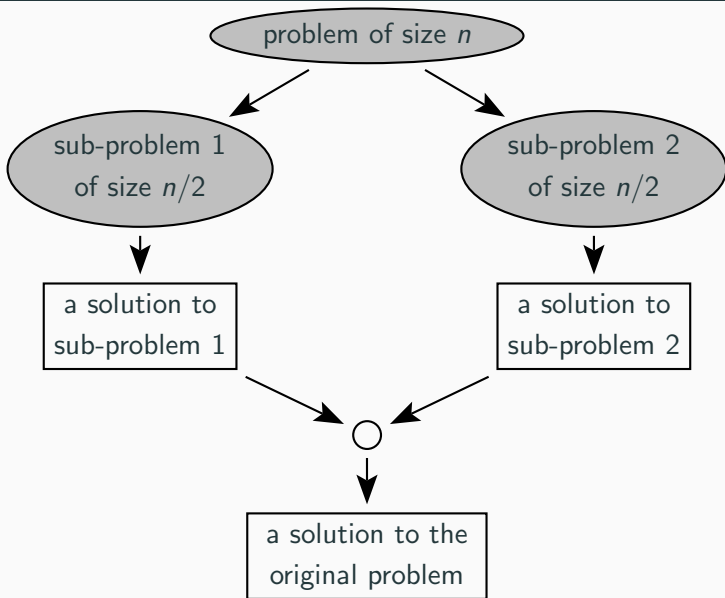 problem of size n
sub-problem 1
of size n/2
sub-problem 2
of size n/2
a solution to
sub-problem 1
a solution to
sub-problem 2
a solution to the
original problem